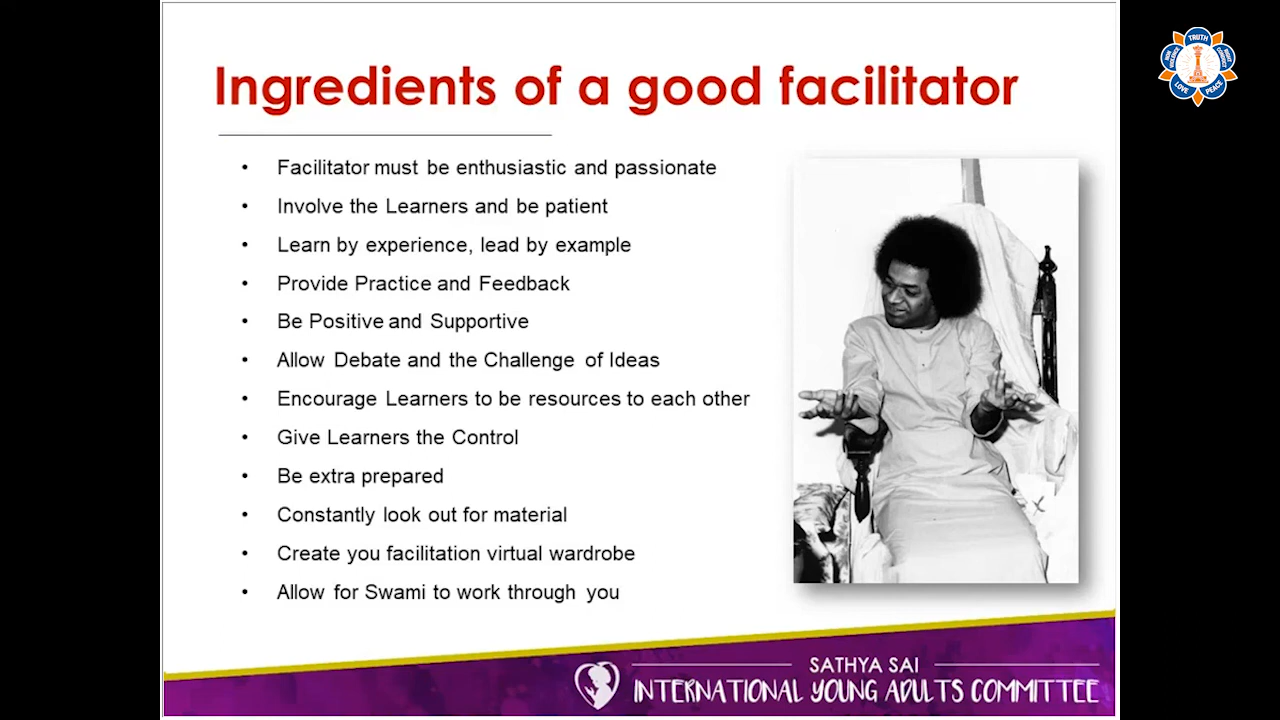 Ingredients of a good facilitator
• Facilitator must be enthusiastic and passionate
• Involve the Learners and be patient
• Learn by experience, lead by example
• Provide Practice and Feedback
• Be Positive and Supportive
• Allow Debate and the Challenge of Ideas
• Encourage Learners to be resources to each other
• Give Learners the Control
• Be extra prepared
• Constantly look out for material
• Create you facilitation virtual wardrobe
• Allow for Swami to work through you
SATHYA SAI
INTERNATIONAL YOUNG ADULTS COMMITTEE
TRUTH
LOVE
PEACE